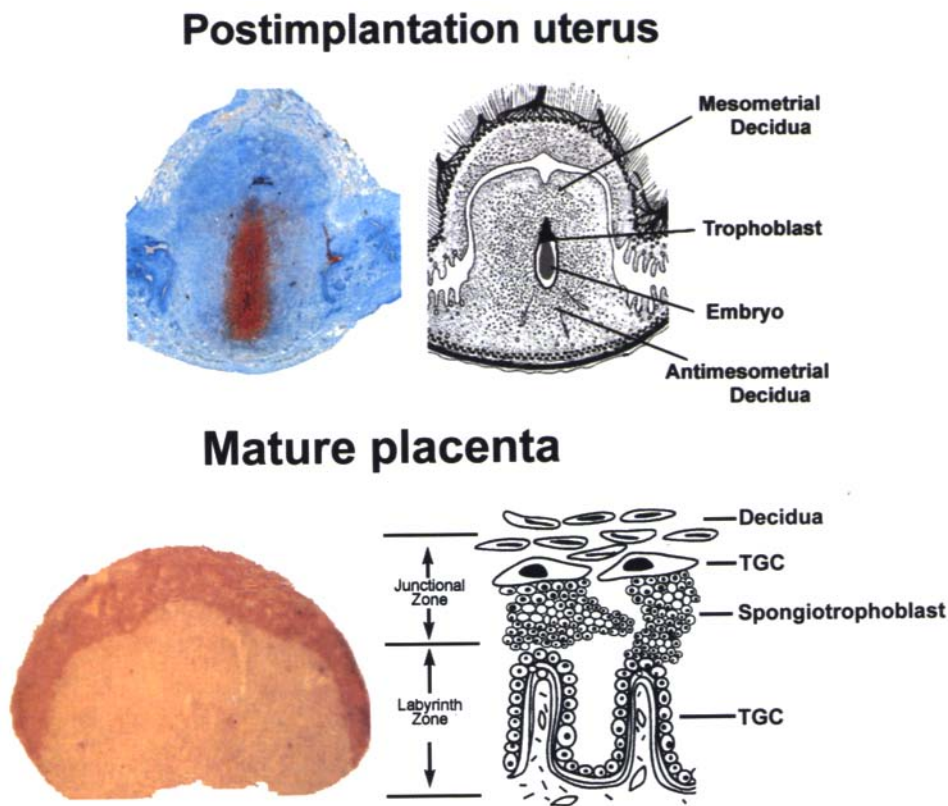 Postimplantation uterus
Mesometrial
Decidua
Trophoblast
Embryo
Antimesometrial
Decidua
Mature placenta
Decidua
TGC
Junctional
Zone
Spongiotrophoblast
Labyrinth
Zone
TGC